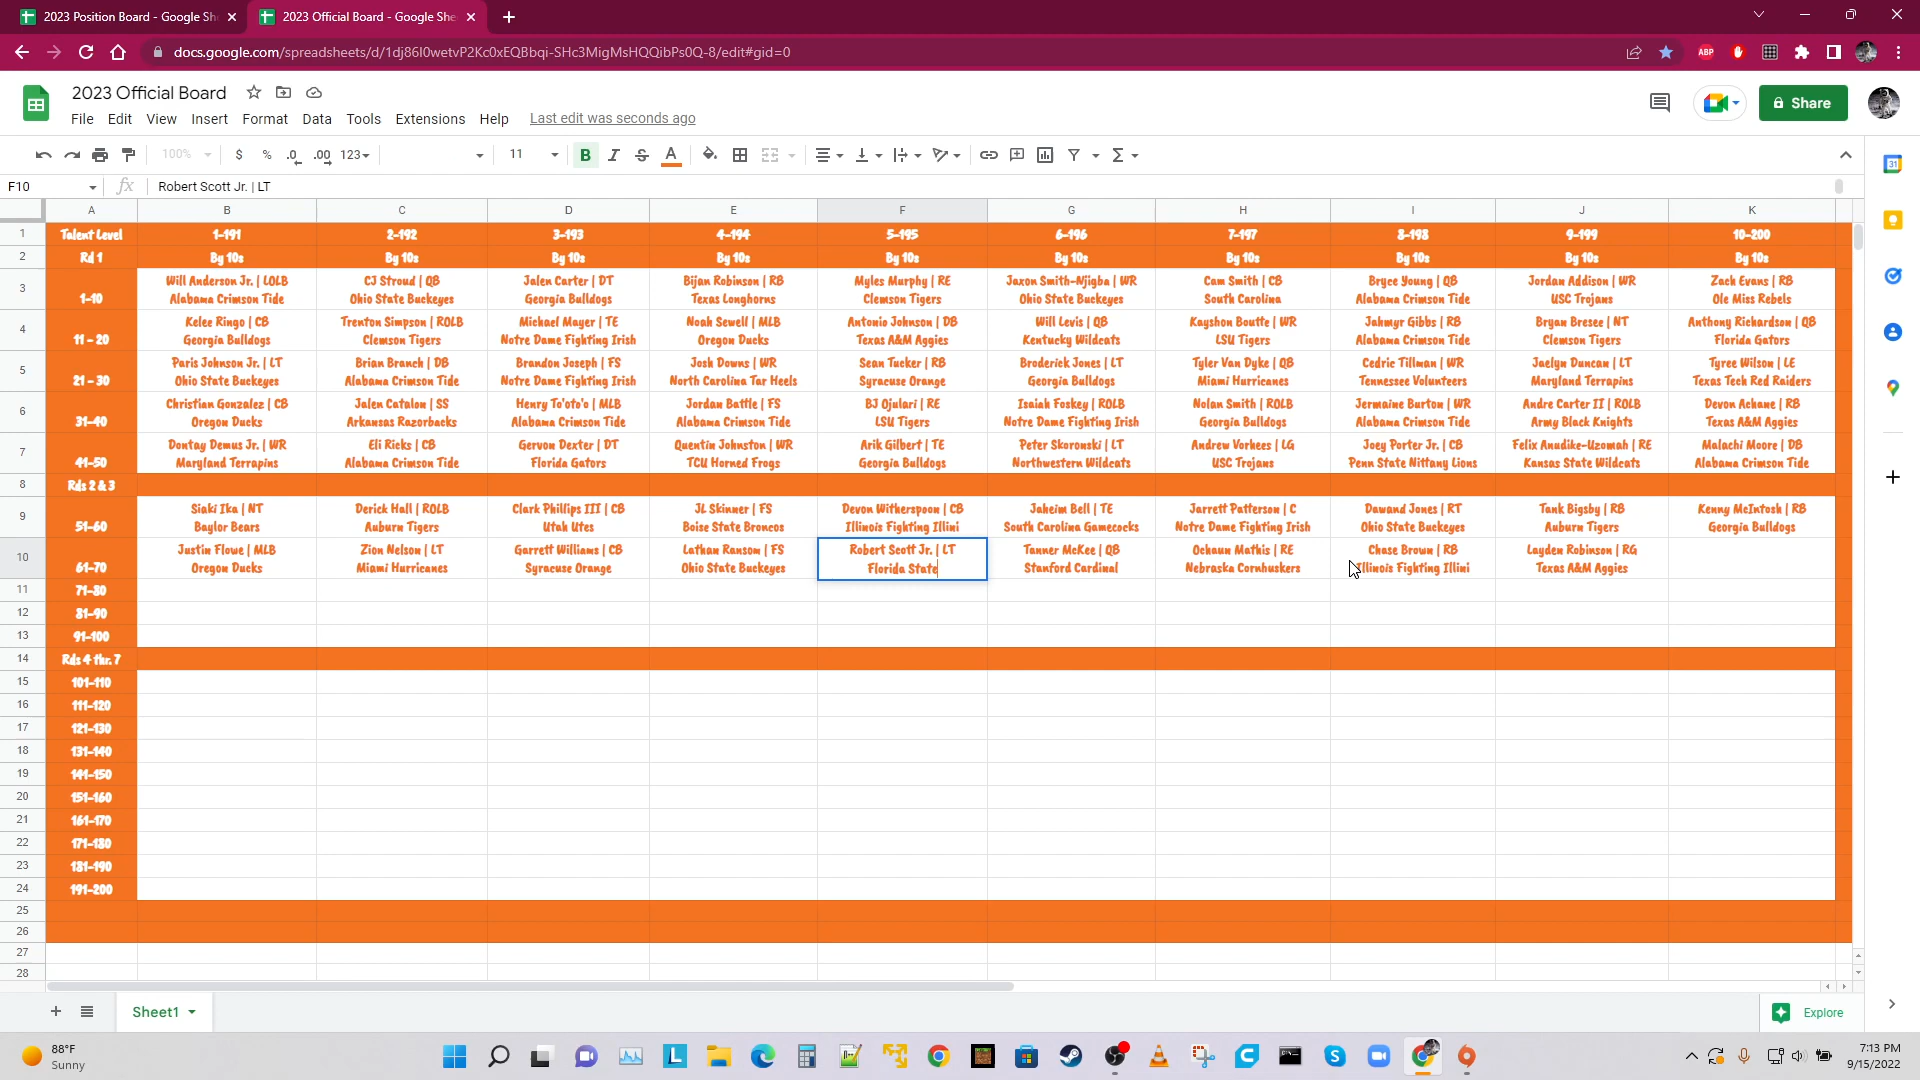 2023 Position Board - Google She
2023 Official Board - Google She
docs.google.com/spreadsheets/d/1dj86I0wetvP2Kc0xEQBbqi-SHc3MigMsHQQibPs0Q-8/edit#gid=0
ABP
2023 Official Board
File Edit View Insert Format Data Tools Extensions Help Last edit was seconds ago
Share
100% $ % .0 .00 123 11 B I S A
31
F10 fx Robert Scott Jr. | LT
A B C D E F G H I J K
1 Talent Level 1-191 2-192 3-193 4-194 5-195 6-196 7-197 8-198 9-199 10-200
2 Rd 1 By 10s By 10s By 10s By 10s By 10s By 10s By 10s By 10s By 10s By 10s
Will Anderson Jr. | LOLB CJ Stroud | QB Jalen Carter | DT Bijan Robinson | RB Myles Murphy | RE Jaxon Smith-Njigba | WR Cam Smith | CB Bryce Young | QB Jordan Addison | WR Zach Evans | RB
3 1-10 Alabama Crimson Tide Ohio State Buckeyes Georgia Bulldogs Texas Longhorns Clemson Tigers Ohio State Buckeyes South Carolina Alabama Crimson Tide USC Trojans Ole Miss Rebels
Kelee Ringo | CB Trenton Simpson | ROLB Michael Mayer | TE Noah Sewell | MLB Antonio Johnson | DB Will Levis | QB Kayshon Boutte | WR Jahmyr Gibbs | RB Bryan Bresee | NT Anthony Richardson | QB
4 11 - 20 Georgia Bulldogs Clemson Tigers Notre Dame Fighting Irish Oregon Ducks Texas A&M Aggies Kentucky Wildcats LSU Tigers Alabama Crimson Tide Clemson Tigers Florida Gators
Paris Johnson Jr. | LT Brian Branch | DB Brandon Joseph | FS Josh Downs | WR Sean Tucker | RB Broderick Jones | LT Tyler Van Dyke | QB Cedric Tillman | WR Jaelyn Duncan | LT Tyree Wilson | LE
5 21 - 30 Ohio State Buckeyes Alabama Crimson Tide Notre Dame Fighting Irish North Carolina Tar Heels Syracuse Orange Georgia Bulldogs Miami Hurricanes Tennessee Volunteers Maryland Terrapins Texas Tech Red Raiders
Christian Gonzalez | CB Jalen Catalon | SS Henry To'oto'o | MLB Jordan Battle | FS BJ Ojulari | RE Isaiah Foskey | ROLB Nolan Smith | ROLB Jermaine Burton | WR Andre Carter II | ROLB Devon Achane | RB
6 31-40 Oregon Ducks Arkansas Razorbacks Alabama Crimson Tide Alabama Crimson Tide LSU Tigers Notre Dame Fighting Irish Georgia Bulldogs Alabama Crimson Tide Army Black Knights Texas A&M Aggies
Dontay Demus Jr. | WR Eli Ricks | CB Gervon Dexter | DT Quentin Johnston | WR Arik Gilbert | TE Peter Skoronski | LT Andrew Vorhees | LG Joey Porter Jr. | CB Felix Anudike-Uzomah | RE Malachi Moore | DB
7 41-50 Maryland Terrapins Alabama Crimson Tide Florida Gators TCU Horned Frogs Georgia Bulldogs Northwestern Wildcats USC Trojans Penn State Nittany Lions Kansas State Wildcats Alabama Crimson Tide
8 Rds 2 & 3
Siaki Ika | NT Derick Hall | ROLB Clark Phillips III | CB JL Skinner | FS Devon Witherspoon | CB Jaheim Bell | TE Jarrett Patterson | C Dawand Jones | RT Tank Bigsby | RB Kenny McIntosh | RB
9 51-60 Baylor Bears Auburn Tigers Utah Utes Boise State Broncos Illinois Fighting Illini South Carolina Gamecocks Notre Dame Fighting Irish Ohio State Buckeyes Auburn Tigers Georgia Bulldogs
Justin Flowe | MLB Zion Nelson | LT Garrett Williams | CB Lathan Ransom | FS Robert Scott Jr. | LT Tanner McKee | QB Ochaun Mathis | RE Chase Brown | RB Layden Robinson | RG
10 61-70 Oregon Ducks Miami Hurricanes Syracuse Orange Ohio State Buckeyes Florida State Stanford Cardinal Nebraska Cornhuskers Illinois Fighting Illini Texas A&M Aggies
11 71-80
12 81-90
13 91-100
14 Rds 4 thr. 7
15 101-110
16 111-120
17 121-130
18 131-140
19 141-150
20 151-160
21 161-170
22 171-180
23 181-190
24 191-200
25
26
27
28
Sheet1
Explore
88°F
Sunny
7:13 PM
9/15/2022